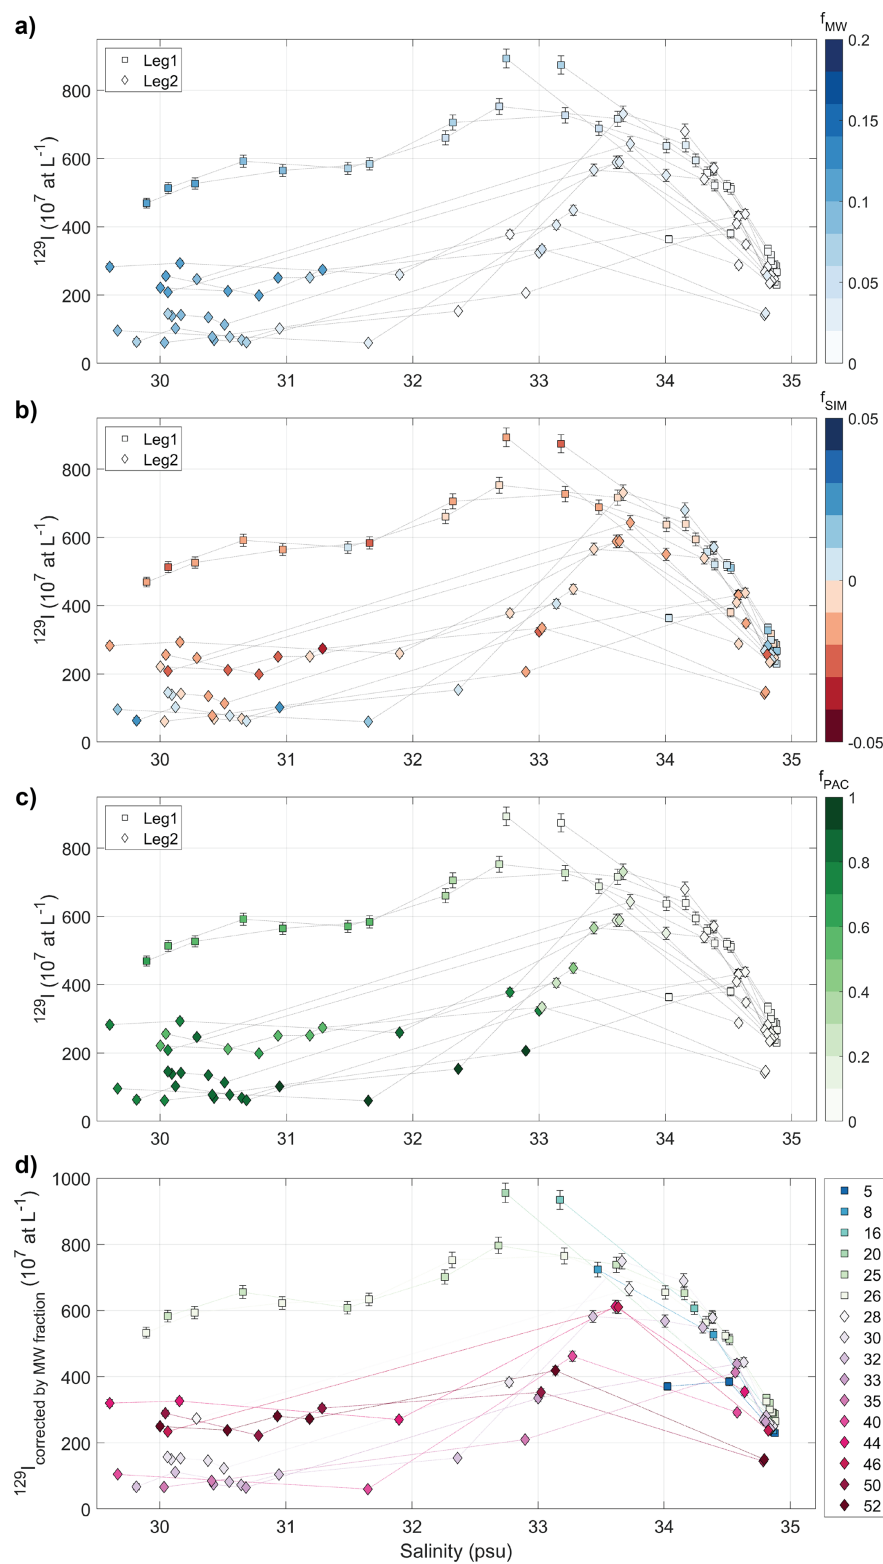 a)
f_MW
Leg1
Leg2
800
600
400
200
0
129I (10^7 at L^-1)
30 31 32 33 34 35
0.2
0.15
0.1
0.05
0
b)
f_SIM
Leg1
Leg2
800
600
400
200
0
129I (10^7 at L^-1)
30 31 32 33 34 35
0.05
0
-0.05
c)
f_PAC
Leg1
Leg2
800
600
400
200
0
129I (10^7 at L^-1)
30 31 32 33 34 35
1
0.8
0.6
0.4
0.2
0
d)
1000
800
600
400
200
0
129I corrected by MW fraction (10^7 at L^-1)
30 31 32 33 34 35
Salinity (psu)
5
8
16
20
25
26
28
30
32
33
35
40
44
46
50
52